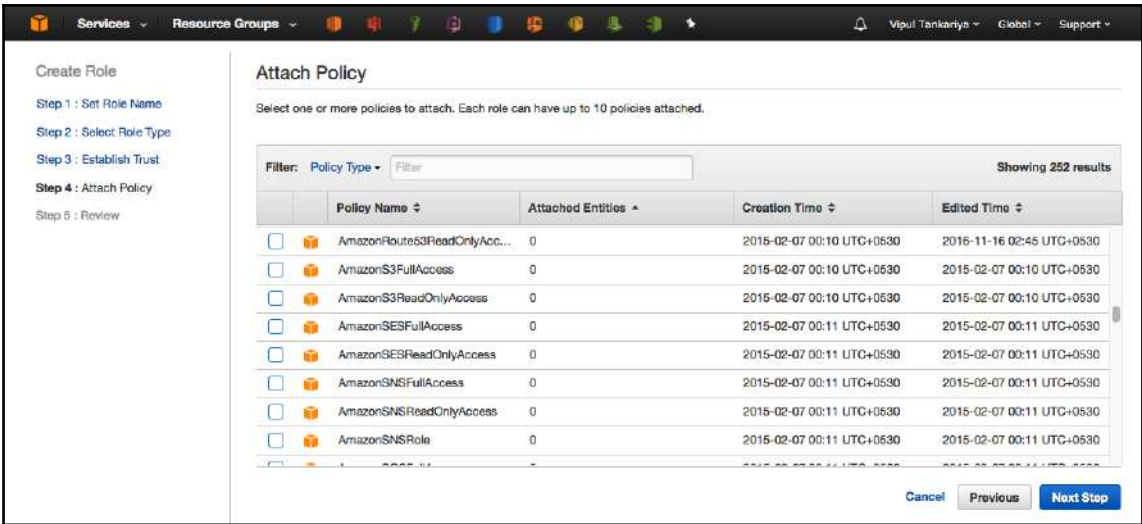 Services Resource Groups Vipul Tankariya Global Support
Create Role
Step 1 : Set Role Name
Step 2 : Select Role Type
Step 3 : Establish Trust
Step 4 : Attach Policy
Step 5 : Review
Attach Policy
Select one or more policies to attach. Each role can have up to 10 policies attached.
Filter: Policy Type Filter Showing 252 results
Policy Name Attached Entities Creation Time Edited Time
AmazonRoute53ReadOnlyAcc... 0 2015-02-07 00:10 UTC+0530 2016-11-16 02:45 UTC+0530
AmazonS3FullAccess 0 2015-02-07 00:10 UTC+0530 2015-02-07 00:10 UTC+0530
AmazonS3ReadOnlyAccess 0 2015-02-07 00:10 UTC+0530 2015-02-07 00:10 UTC+0530
AmazonSESFullAccess 0 2015-02-07 00:11 UTC+0530 2015-02-07 00:11 UTC+0530
AmazonSESReadOnlyAccess 0 2015-02-07 00:11 UTC+0530 2015-02-07 00:11 UTC+0530
AmazonSNSFullAccess 0 2015-02-07 00:11 UTC+0530 2015-02-07 00:11 UTC+0530
AmazonSNSReadOnlyAccess 0 2015-02-07 00:11 UTC+0530 2015-02-07 00:11 UTC+0530
AmazonSNSRole 0 2015-02-07 00:11 UTC+0530 2015-02-07 00:11 UTC+0530
Cancel Previous Next Step